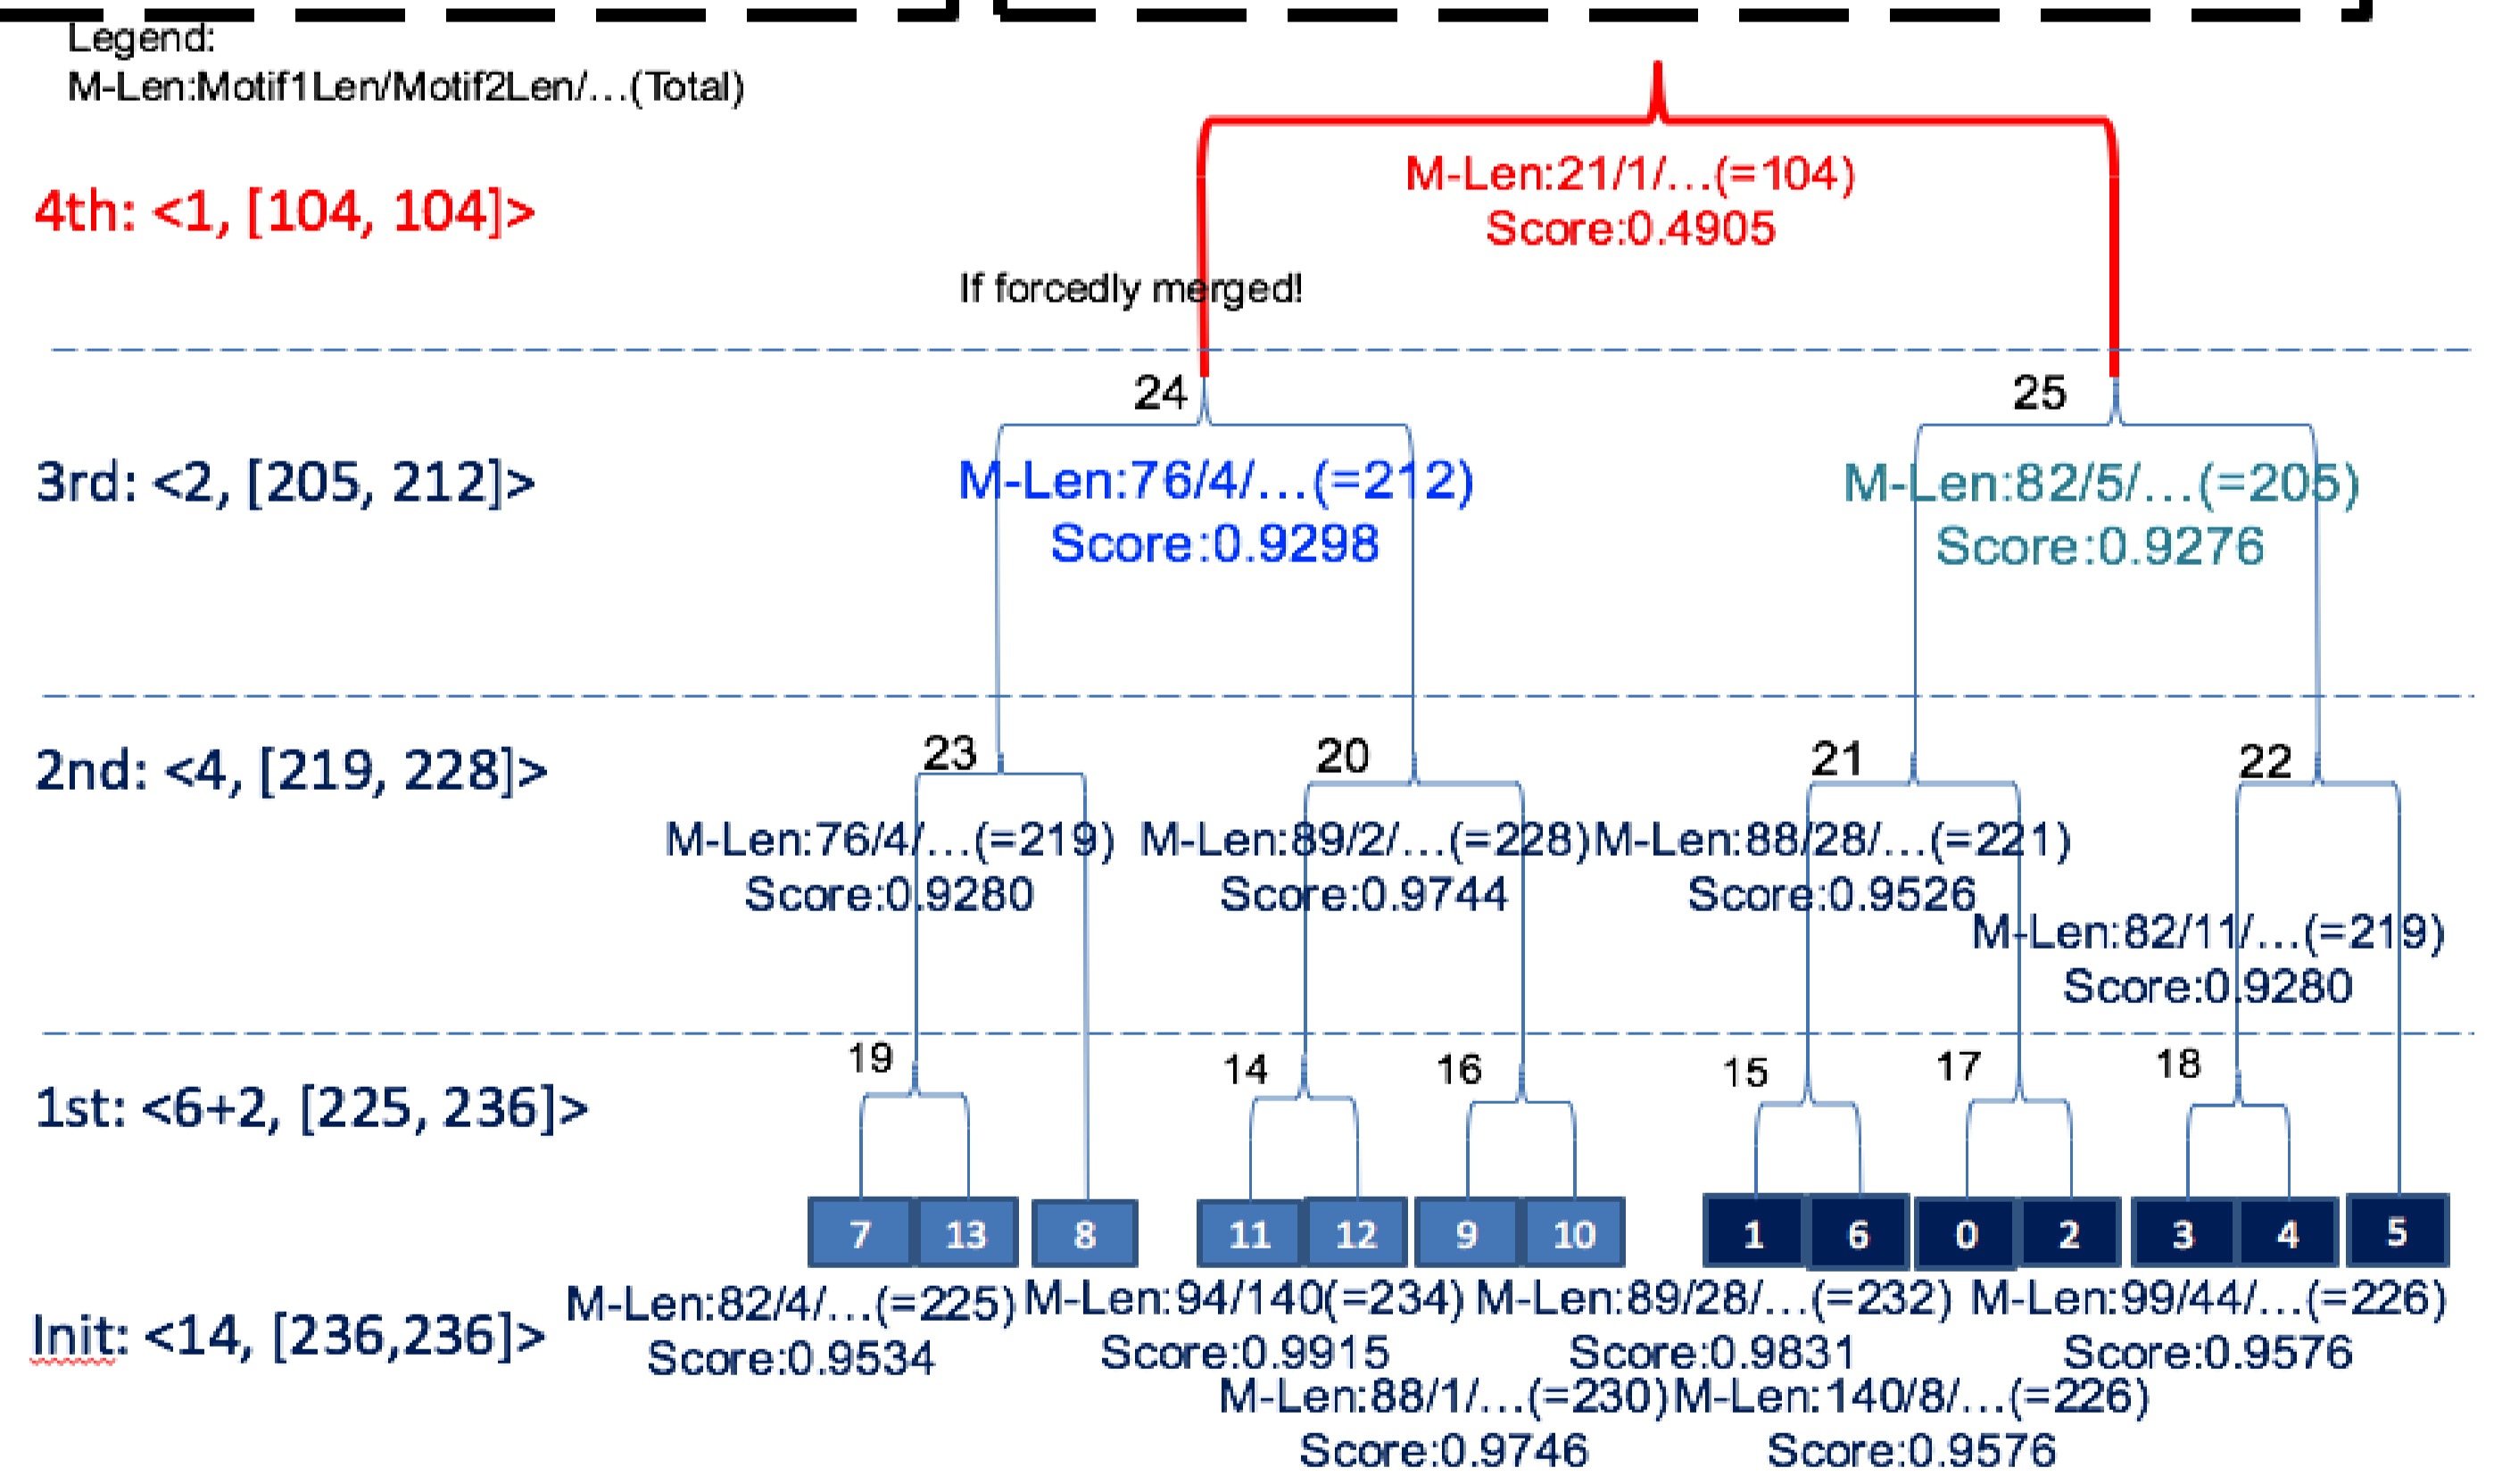 Legend:
M-Len:Motif1Len/Motif2Len/…(Total)
M-Len:21/1/…(=104)
Score:0.4905
4th: <1, [104, 104]>
If forcedly merged!
24
25
3rd: <2, [205, 212]>
M-Len:76/4/…(=212)
Score:0.9298
M-Len:82/5/…(=205)
Score:0.9276
2nd: <4, [219, 228]>
23
20
21
22
M-Len:76/4/…(=219)
Score:0.9280
M-Len:89/2/…(=228)
Score:0.9744
M-Len:88/28/…(=221)
Score:0.9526
M-Len:82/11/…(=219)
Score:0.9280
19
14
16
15
17
18
1st: <6+2, [225, 236]>
7
13
8
11
12
9
10
1
6
0
2
3
4
5
Init: <14, [236,236]>
M-Len:82/4/…(=225)
Score:0.9534
M-Len:94/140(=234)
Score:0.9915
M-Len:89/28/…(=232)
Score:0.9831
M-Len:99/44/…(=226)
Score:0.9576
M-Len:88/1/…(=230)
Score:0.9746
M-Len:140/8/…(=226)
Score:0.9576